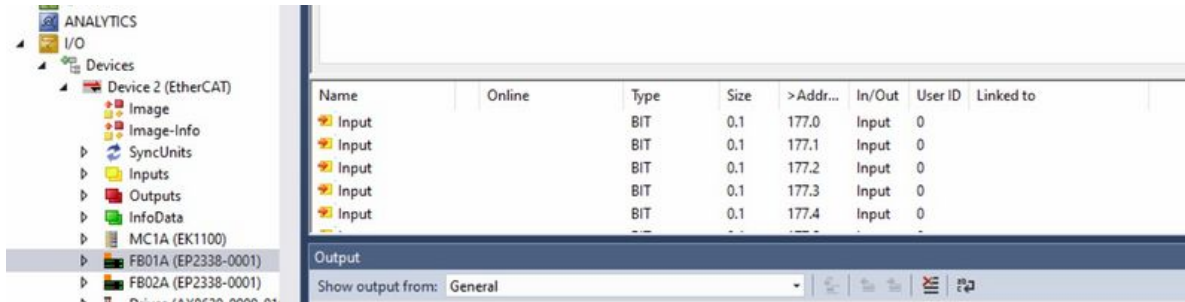 ANALYTICS
I/O
Devices
Device 2 (EtherCAT)
Image
Image-Info
SyncUnits
Inputs
Outputs
InfoData
MC1A (EK1100)
FB01A (EP2338-0001)
FB02A (EP2338-0001)
Name Online Type Size >Addr... In/Out User ID Linked to
Input BIT 0.1 177.0 Input 0
Input BIT 0.1 177.1 Input 0
Input BIT 0.1 177.2 Input 0
Input BIT 0.1 177.3 Input 0
Input BIT 0.1 177.4 Input 0
Output
Show output from: General